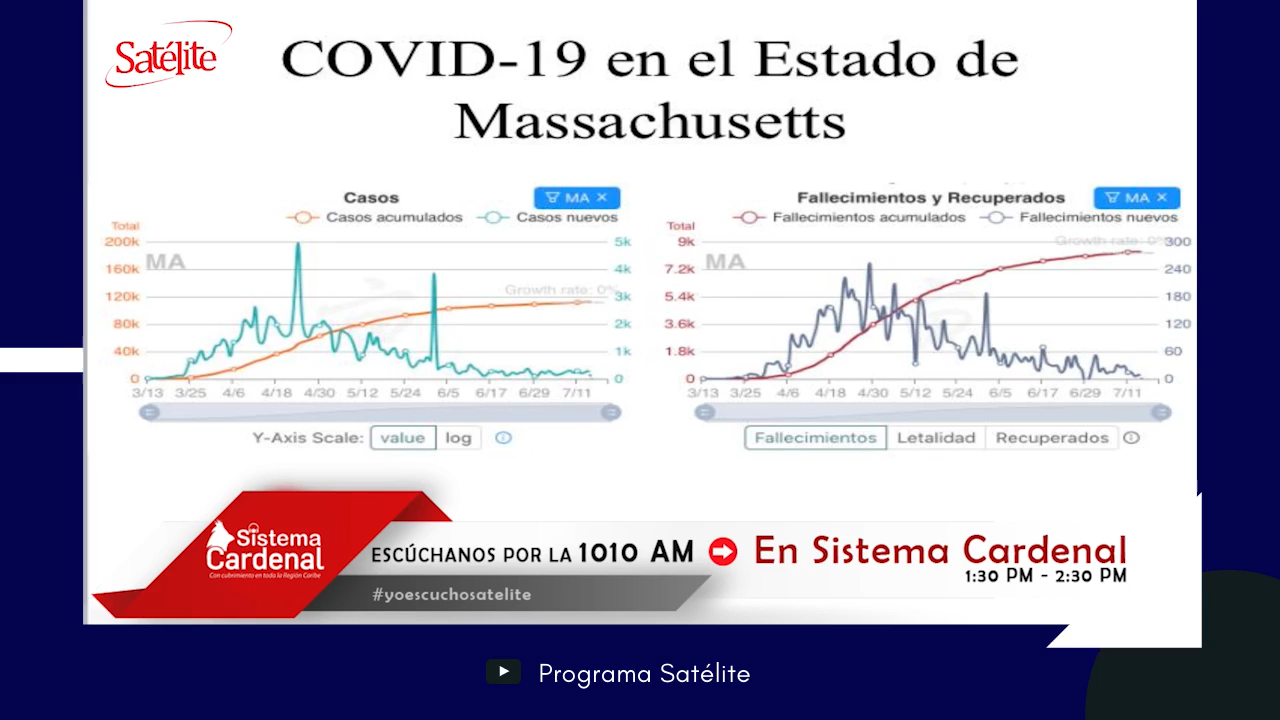 Satélite
COVID-19 en el Estado de
Massachusetts
Casos
MA ×
Casos acumulados
Casos nuevos
Total
200k
160k
120k
80k
40k
0
5k
4k
3k
2k
1k
0
MA
Growth rate: 0%
3/13 3/25 4/6 4/18 4/30 5/12 5/24 6/5 6/17 6/29 7/11
Y-Axis Scale: value log
Fallecimientos y Recuperados
MA ×
Fallecimientos acumulados
Fallecimientos nuevos
Total
9k
7.2k
5.4k
3.6k
1.8k
0
300
240
180
120
60
0
MA
Growth rate: 0%
3/13 3/25 4/6 4/18 4/30 5/12 5/24 6/5 6/17 6/29 7/11
Fallecimientos Letalidad Recuperados
Sistema
Cardenal
Con cubrimiento en toda la Región Caribe
ESCÚCHANOS POR LA 1010 AM
En Sistema Cardenal
1:30 PM - 2:30 PM
#yoescuchosatelite
Programa Satélite